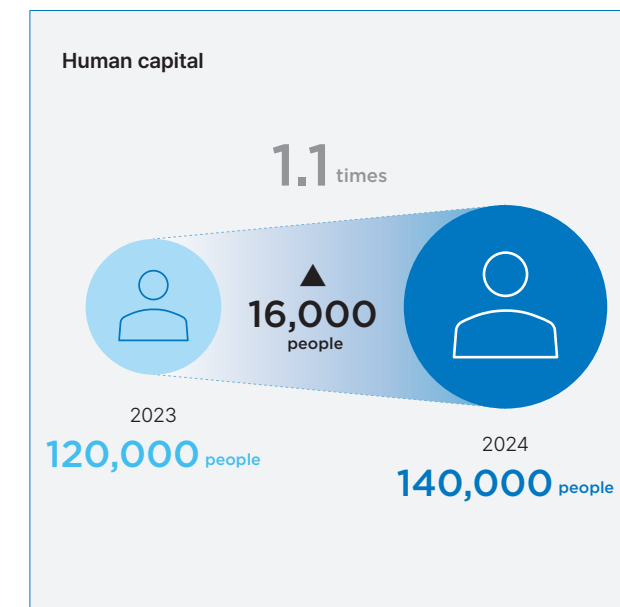 Human capital
1.1 times
▲
16,000
people
2023
120,000 people
2024
140,000 people